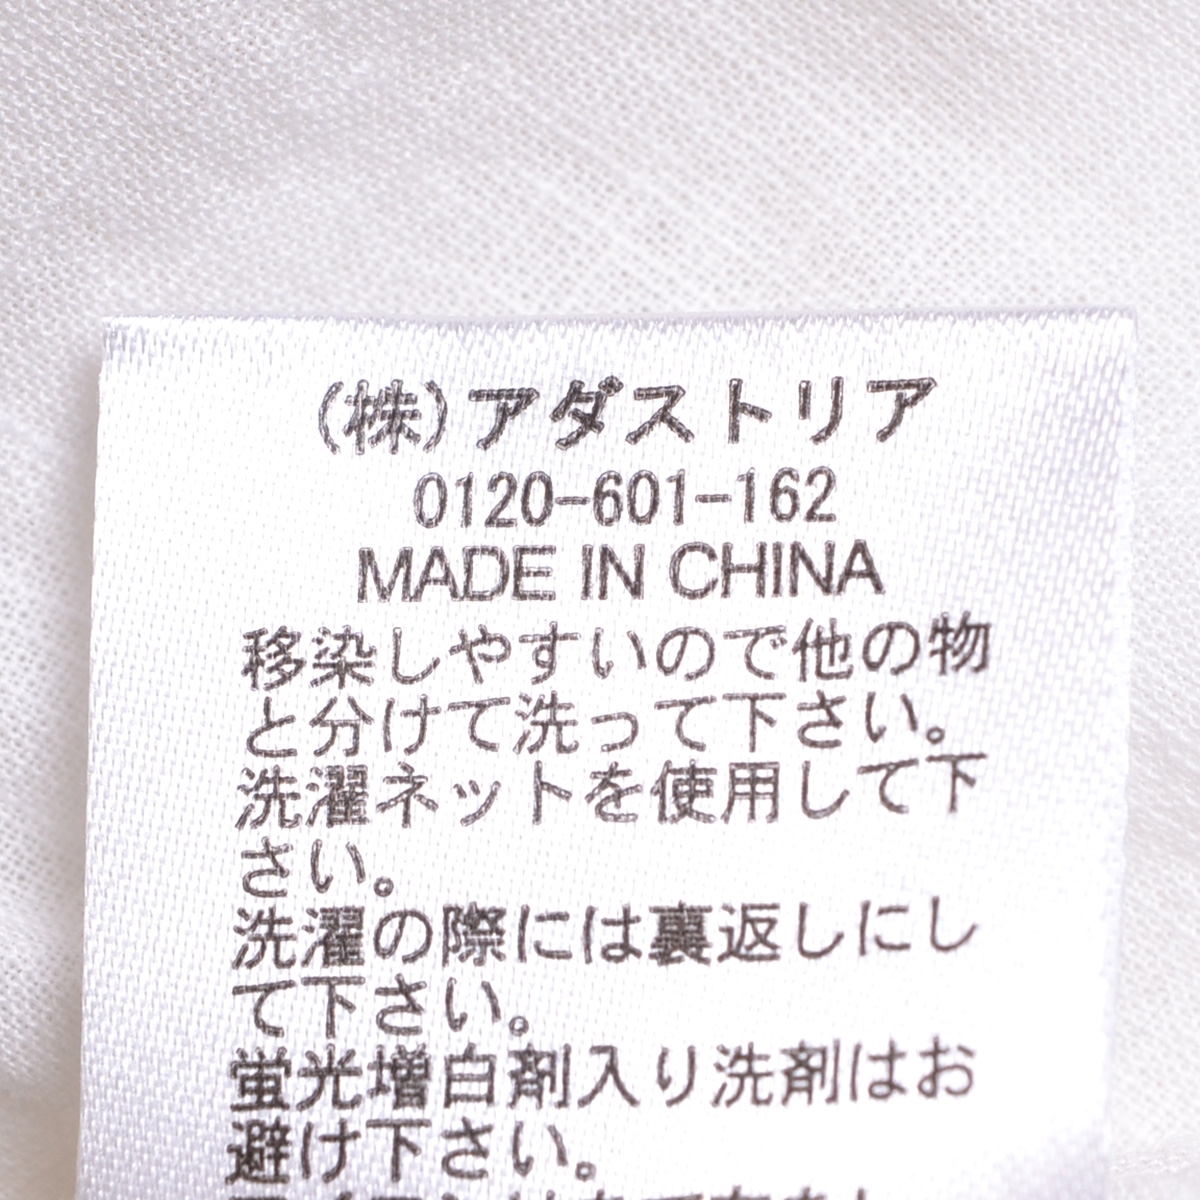 (株)アダストリア
0120-601-162
MADE IN CHINA
移染しやすいので他の物
と分けて洗って下さい。
洗濯ネットを使用して下
さい。
洗濯の際には裏返しにし
て下さい。
蛍光増白剤入り洗剤はお
避け下さい。